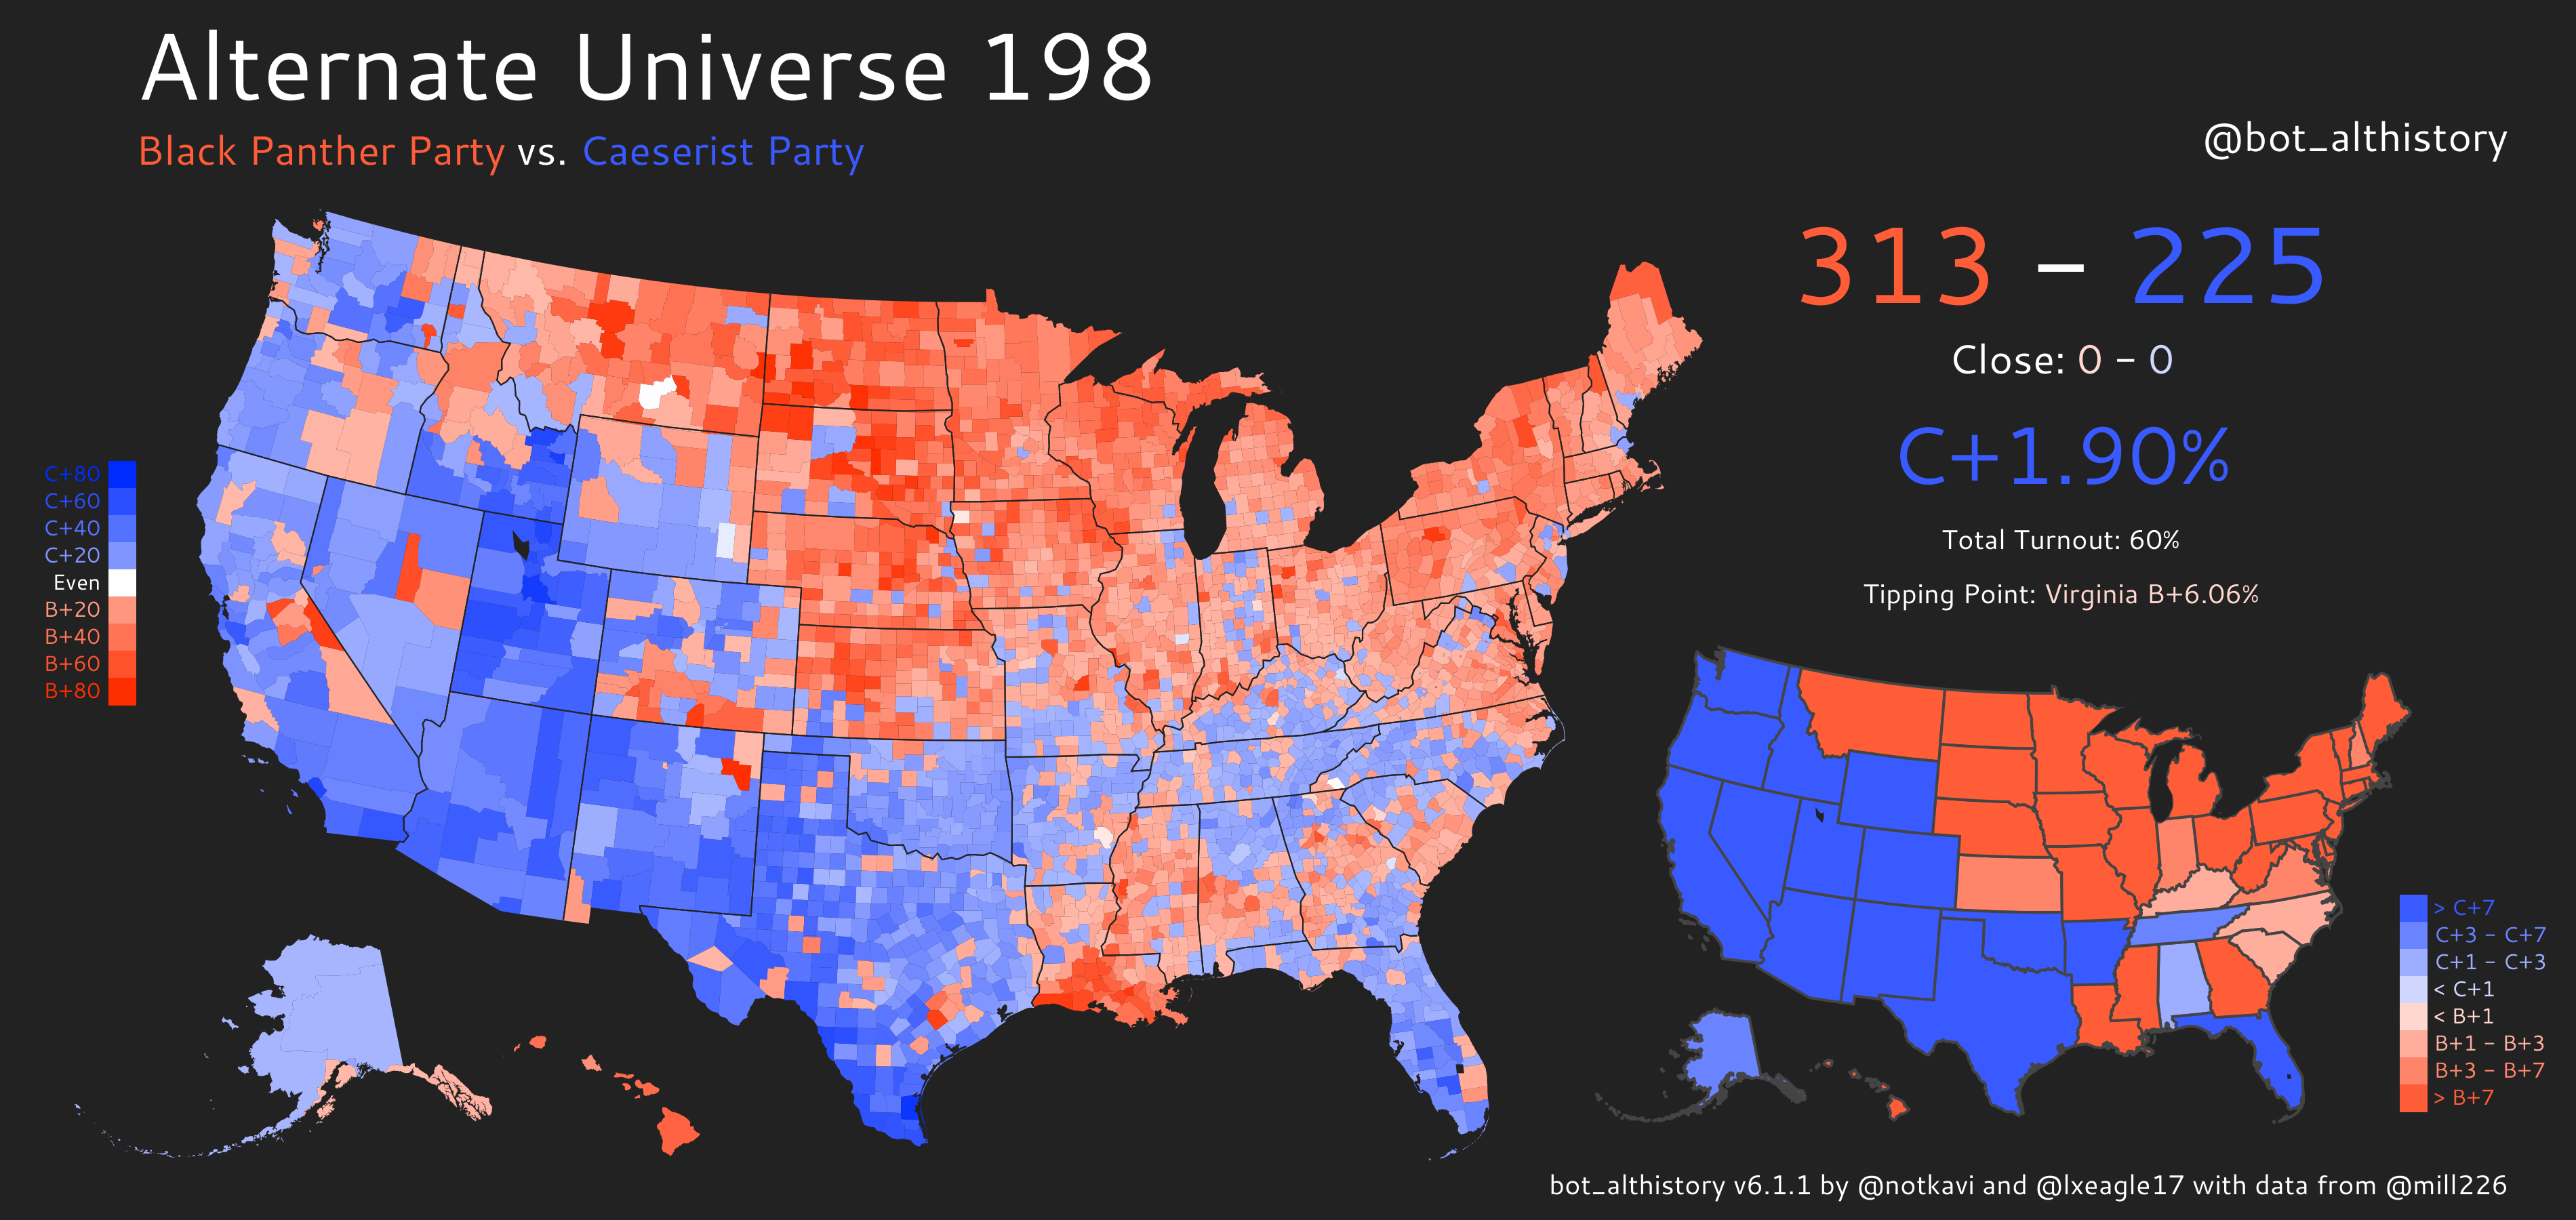 Alternate Universe 198
Black Panther Party vs. Caeserist Party
@bot_althistory
313 – 225
Close: 0 – 0
C+1.90%
Total Turnout: 60%
Tipping Point: Virginia B+6.06%
C+80
C+60
C+40
C+20
Even
B+20
B+40
B+60
B+80
> C+7
C+3 – C+7
C+1 – C+3
< C+1
< B+1
B+1 – B+3
B+3 – B+7
> B+7
bot_althistory v6.1.1 by @notkavi and @lxeagle17 with data from @mill226